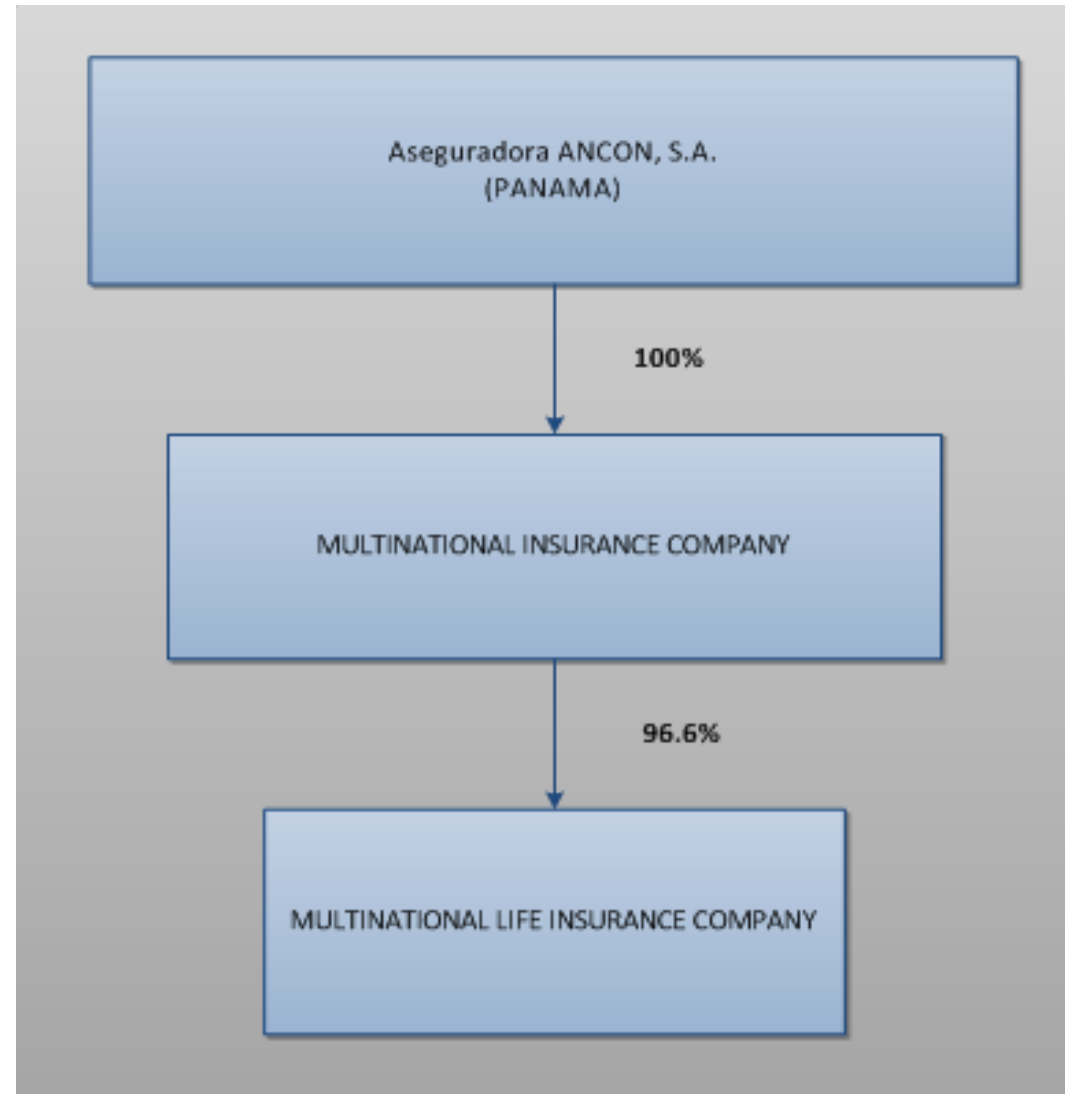 Aseguradora ANCON, S.A.
(PANAMA)
100%
MULTINATIONAL INSURANCE COMPANY
96.6%
MULTINATIONAL LIFE INSURANCE COMPANY